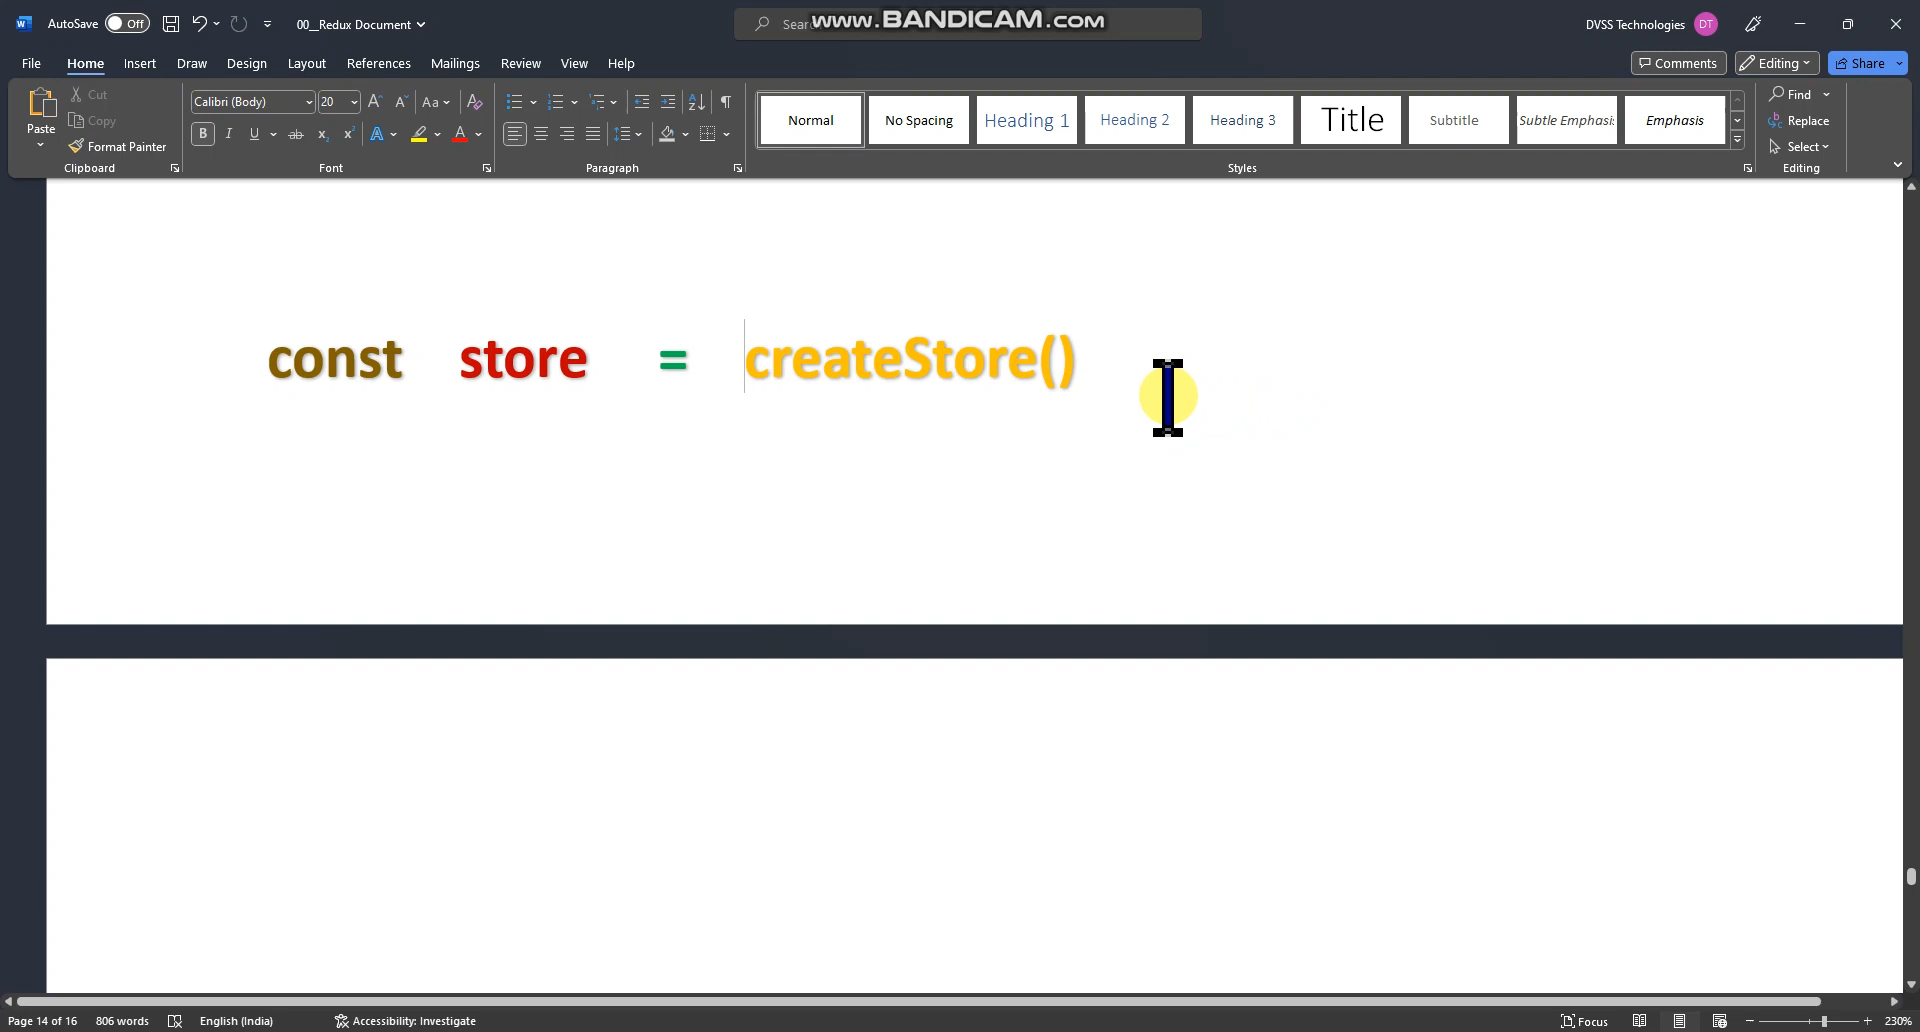 AutoSave Off 00__Redux Document www.BANDICAM.com DVSS Technologies DT
File Home Insert Draw Design Layout References Mailings Review View Help Comments Editing Share
Paste Cut Copy Format Painter Clipboard
Calibri (Body) 20 Aa Font
Paragraph
Normal No Spacing Heading 1 Heading 2 Heading 3 Title Subtitle Subtle Emphasis Emphasis Styles
Find Replace Select Editing
const store = createStore()
Page 14 of 16 806 words English (India) Accessibility: Investigate Focus 230%